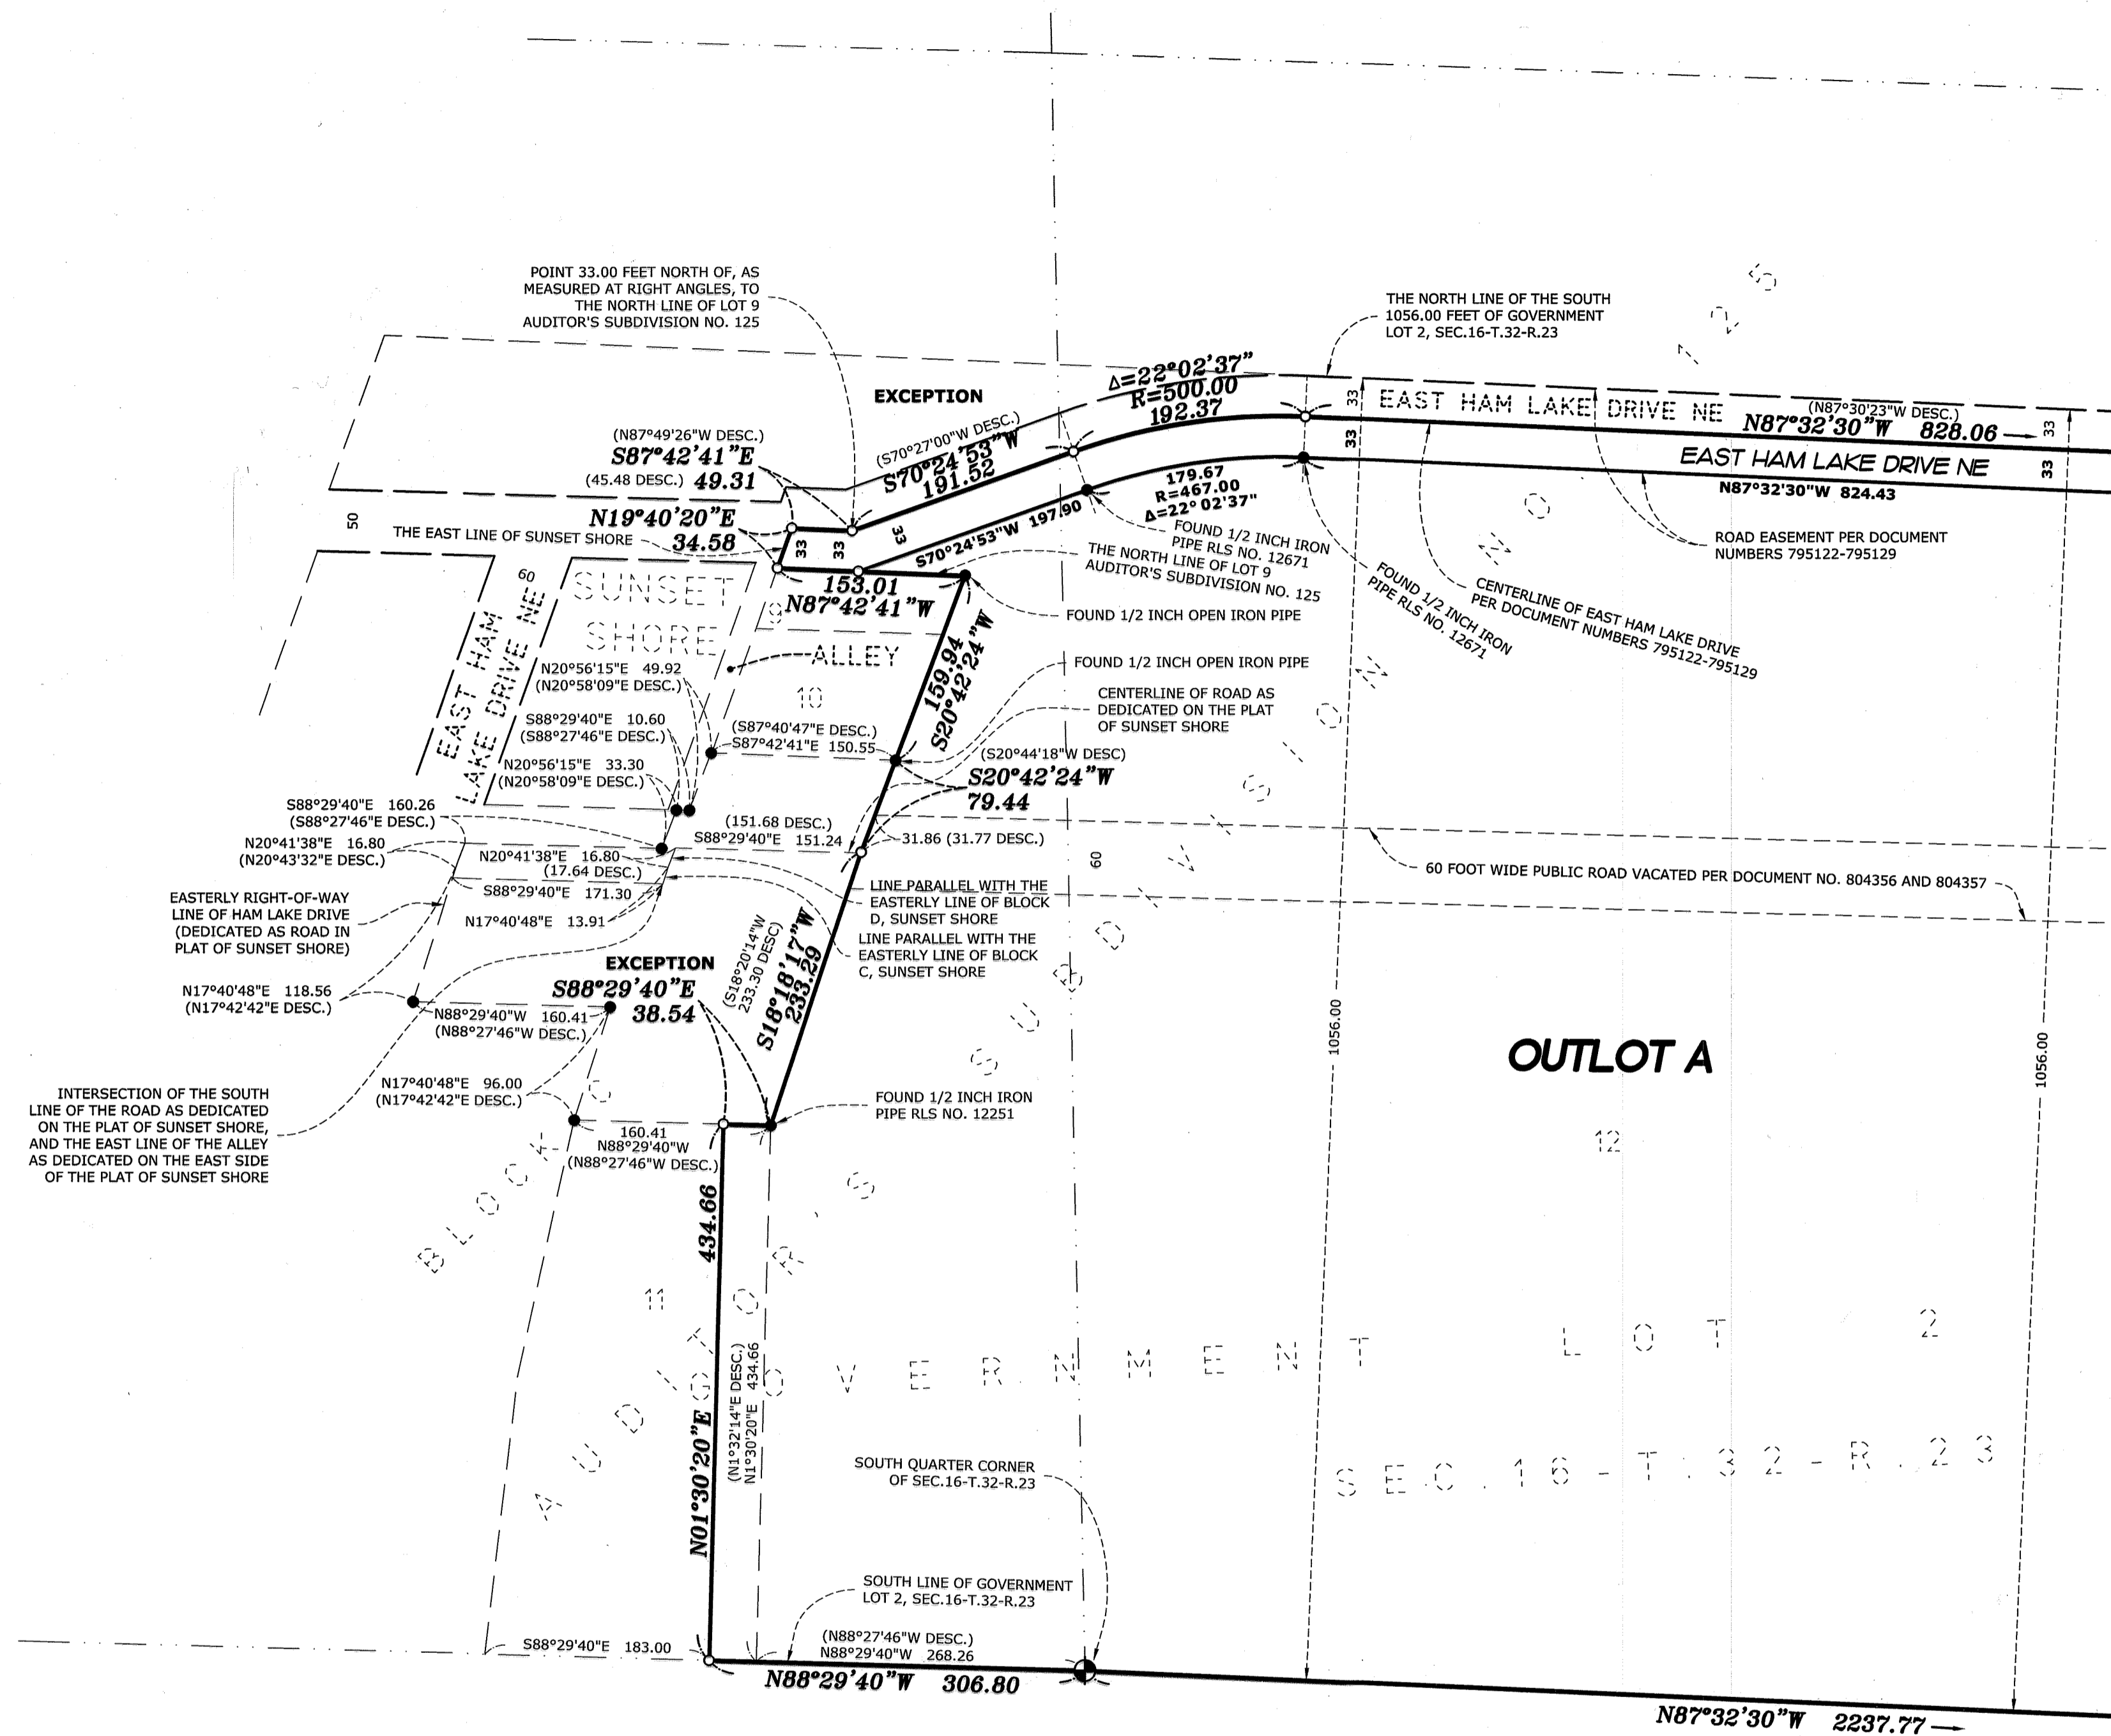 POINT 33.00 FEET NORTH OF, AS
MEASURED AT RIGHT ANGLES, TO
THE NORTH LINE OF LOT 9
AUDITOR'S SUBDIVISION NO. 125
THE NORTH LINE OF THE SOUTH
1056.00 FEET OF GOVERNMENT
LOT 2, SEC.16-T.32-R.23
EXCEPTION
Δ=22°02'37"
R=500.00
192.37
(S70°27'00"W DESC.)
S70°24'53"W
191.52
(N87°49'26"W DESC.)
S87°42'41"E
(45.48 DESC.) 49.31
N19°40'20"E
34.58
THE EAST LINE OF SUNSET SHORE
50
33
33
33
33
33
33
33
EAST HAM LAKE DRIVE NE
(N87°30'23"W DESC.)
N87°32'30"W 828.06
EAST HAM LAKE DRIVE NE
N87°32'30"W 824.43
179.67
R=467.00
Δ=22°02'37"
S70°24'53"W 197.90
FOUND 1/2 INCH IRON
PIPE RLS NO. 12671
THE NORTH LINE OF LOT 9
AUDITOR'S SUBDIVISION NO. 125
153.01
N87°42'41"W
FOUND 1/2 INCH OPEN IRON PIPE
FOUND 1/2 INCH IRON
PIPE RLS NO. 12671
CENTERLINE OF EAST HAM LAKE DRIVE
PER DOCUMENT NUMBERS 795122-795129
ROAD EASEMENT PER DOCUMENT
NUMBERS 795122-795129
60
EAST HAM
LAKE DRIVE NE
SUNSET
SHORE
9
ALLEY
10
159.94
S20°42'24"W
FOUND 1/2 INCH OPEN IRON PIPE
CENTERLINE OF ROAD AS
DEDICATED ON THE PLAT
OF SUNSET SHORE
N20°56'15"E 49.92
(N20°58'09"E DESC.)
S88°29'40"E 10.60
(S88°27'46"E DESC.)
N20°56'15"E 33.30
(N20°58'09"E DESC.)
(S87°40'47"E DESC.)
S87°42'41"E 150.55
(S20°44'18"W DESC)
S20°42'24"W
79.44
S88°29'40"E 160.26
(S88°27'46"E DESC.)
N20°41'38"E 16.80
(N20°43'32"E DESC.)
(151.68 DESC.)
S88°29'40"E 151.24
31.86 (31.77 DESC.)
N20°41'38"E 16.80
(17.64 DESC.)
S88°29'40"E 171.30
N17°40'48"E 13.91
60
60 FOOT WIDE PUBLIC ROAD VACATED PER DOCUMENT NO. 804356 AND 804357
EASTERLY RIGHT-OF-WAY
LINE OF HAM LAKE DRIVE
(DEDICATED AS ROAD IN
PLAT OF SUNSET SHORE)
LINE PARALLEL WITH THE
EASTERLY LINE OF BLOCK
D, SUNSET SHORE
LINE PARALLEL WITH THE
EASTERLY LINE OF BLOCK
C, SUNSET SHORE
(S18°20'14"W
233.30 DESC)
S18°18'17"W
233.29
EXCEPTION
S88°29'40"E
38.54
N17°40'48"E 118.56
(N17°42'42"E DESC.)
N88°29'40"W 160.41
(N88°27'46"W DESC.)
N17°40'48"E 96.00
(N17°42'42"E DESC.)
INTERSECTION OF THE SOUTH
LINE OF THE ROAD AS DEDICATED
ON THE PLAT OF SUNSET SHORE,
AND THE EAST LINE OF THE ALLEY
AS DEDICATED ON THE EAST SIDE
OF THE PLAT OF SUNSET SHORE
FOUND 1/2 INCH IRON
PIPE RLS NO. 12251
160.41
N88°29'40"W
(N88°27'46"W DESC.)
BLOCK C
11
AUDITOR'S SUBDIVISION NO. 125
1056.00
1056.00
OUTLOT A
12
434.66
N01°30'20"E
(N1°32'14"E DESC.)
N1°30'20"E 434.66
GOVERNMENT LOT 2
SEC.16-T.32-R.23
SOUTH QUARTER CORNER
OF SEC.16-T.32-R.23
SOUTH LINE OF GOVERNMENT
LOT 2, SEC.16-T.32-R.23
S88°29'40"E 183.00
(N88°27'46"W DESC.)
N88°29'40"W 268.26
N88°29'40"W 306.80
N87°32'30"W 2237.77